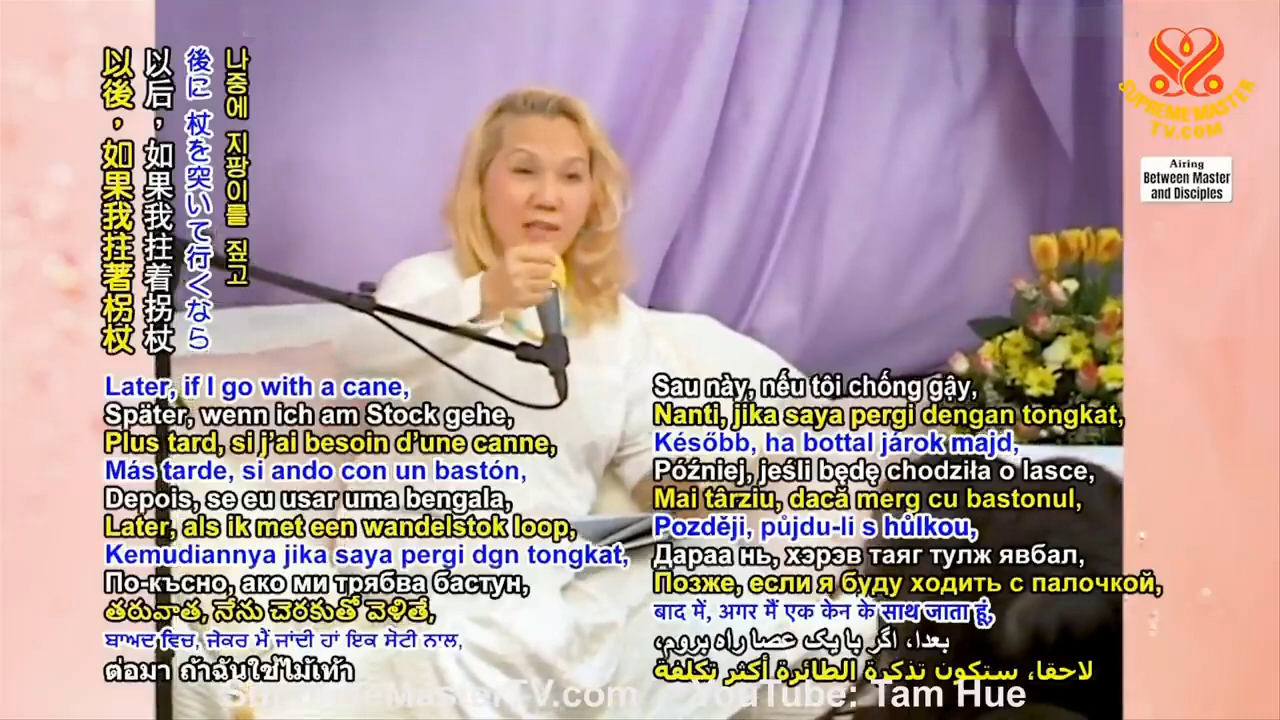 以後，如果我拄著拐杖
以后，如果我拄着拐杖
後に 杖を突いて行くなら
나중에 지팡이를 짚고
SUPREME MASTER
TV.COM
Airing
Between Master
and Disciples
Later, if I go with a cane,
Später, wenn ich am Stock gehe,
Plus tard, si j'ai besoin d'une canne,
Más tarde, si ando con un bastón,
Depois, se eu usar uma bengala,
Later, als ik met een wandelstok loop,
Kemudiannya jika saya pergi dgn tongkat,
По-късно, ако ми трябва бастун,
తరువాత, నేను చెరకుతో వెళితే,
ਬਾਅਦ ਵਿਚ, ਜੇਕਰ ਮੈਂ ਜਾਂਦੀ ਹਾਂ ਇਕ ਸੋਟੀ ਨਾਲ,
ต่อมา ถ้าฉันใช้ไม้เท้า
Sau này, nếu tôi chống gậy,
Nanti, jika saya pergi dengan tongkat,
Később, ha bottal járok majd,
Później, jeśli będę chodziła o lasce,
Mai târziu, dacă merg cu bastonul,
Později, půjdu-li s hůlkou,
Дараа нь, хэрэв таяг тулж явбал,
Позже, если я буду ходить с палочкой,
बाद में, अगर मैं एक केन के साथ जाता हूं,
بعدا، اگر با یک عصا راه بروم،
لاحقا، ستكون تذكرة الطائرة أكثر تكلفة
SupremeMasterTV.com
YouTube: Tam Hue